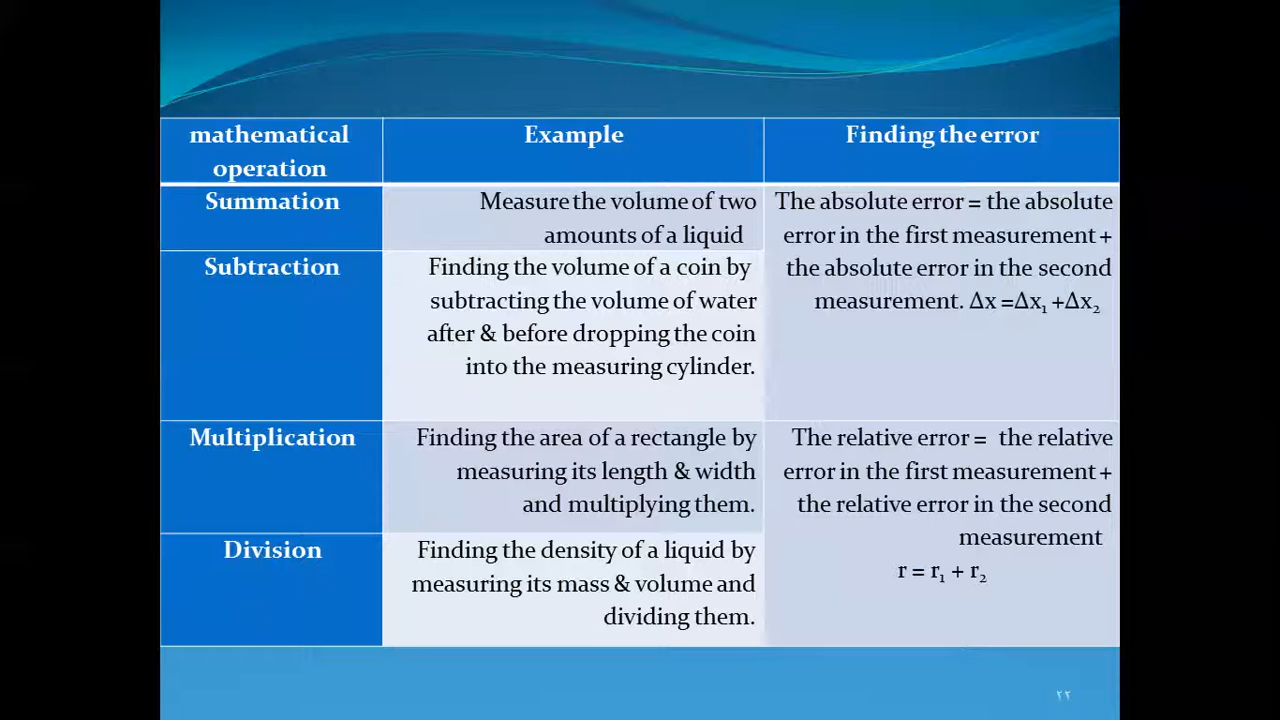 mathematical
operation
Example
Finding the error
Summation
Measure the volume of two
amounts of a liquid
The absolute error = the absolute
error in the first measurement +
the absolute error in the second
measurement. Δx =Δx₁ +Δx₂
Subtraction
Finding the volume of a coin by
subtracting the volume of water
after & before dropping the coin
into the measuring cylinder.
Multiplication
Finding the area of a rectangle by
measuring its length & width
and multiplying them.
The relative error = the relative
error in the first measurement +
the relative error in the second
measurement
r = r₁ + r₂
Division
Finding the density of a liquid by
measuring its mass & volume and
dividing them.
٢٢